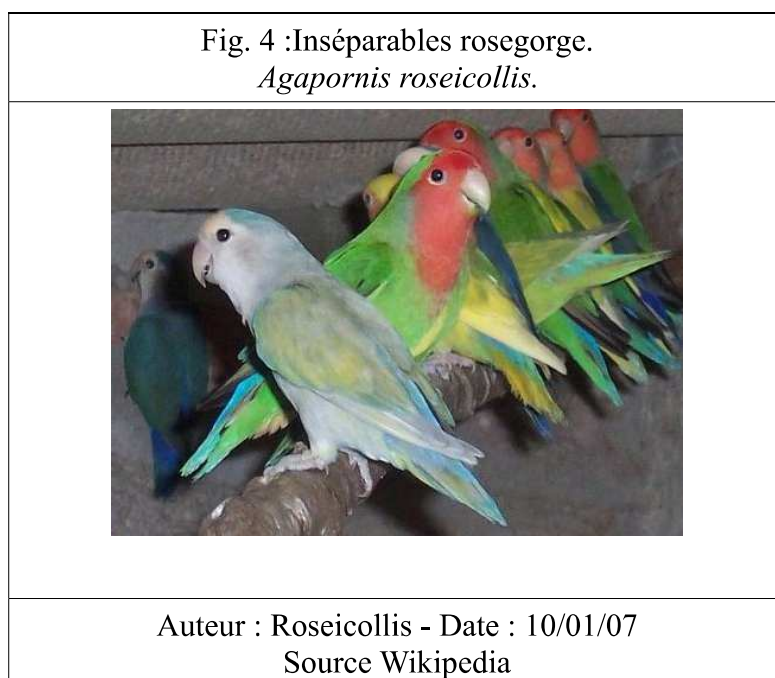 Fig. 4 :Inséparables rosegorge.
Agapornis roseicollis.
Auteur : Roseicollis - Date : 10/01/07
Source Wikipedia